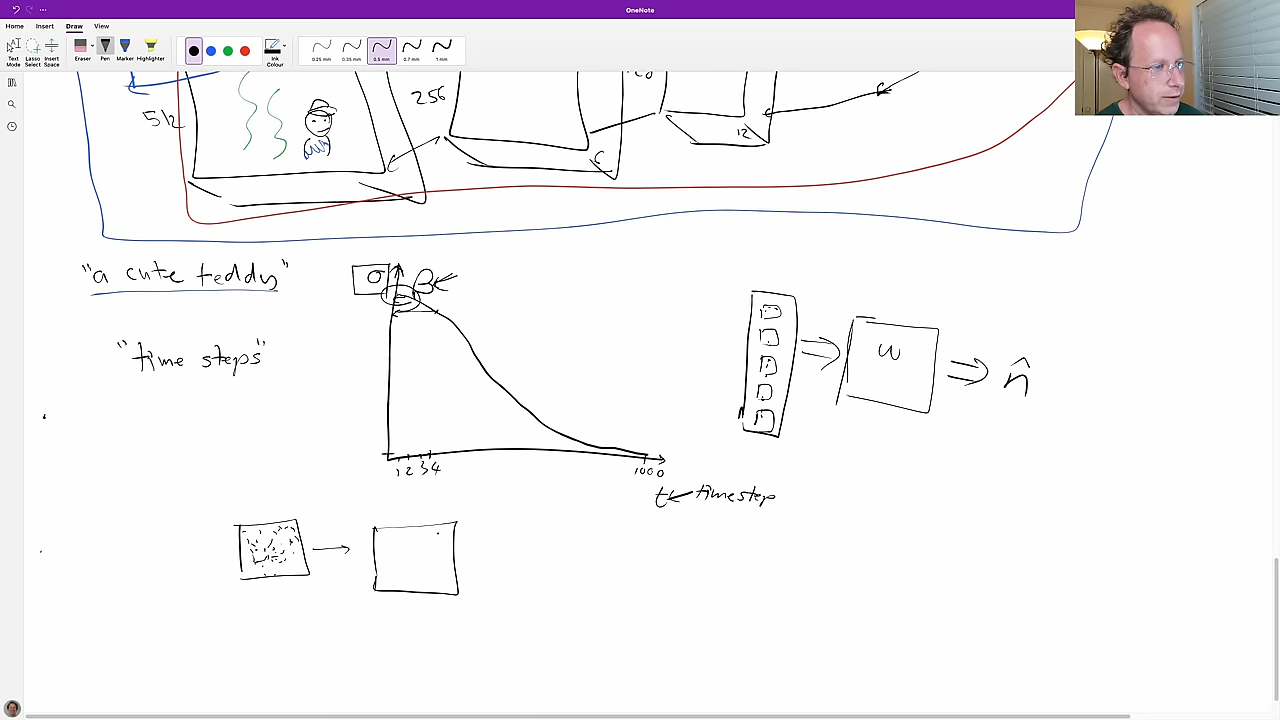 OneNote
Home Insert Draw View
Text Mode
Lasso Select
Insert Space
Eraser
Pen
Marker
Highlighter
Ink Colour
0.25 mm
0.35 mm
0.5 mm
0.7 mm
1 mm
512
256
12
"a cute teddy"
σ
β
"time steps"
ω
n̂
1 2 3 4
1000
t ← timestep